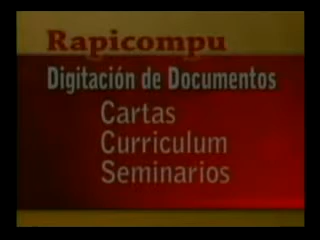 Rapicompu
Digitación de Documentos
Cartas
Curriculum
Seminarios